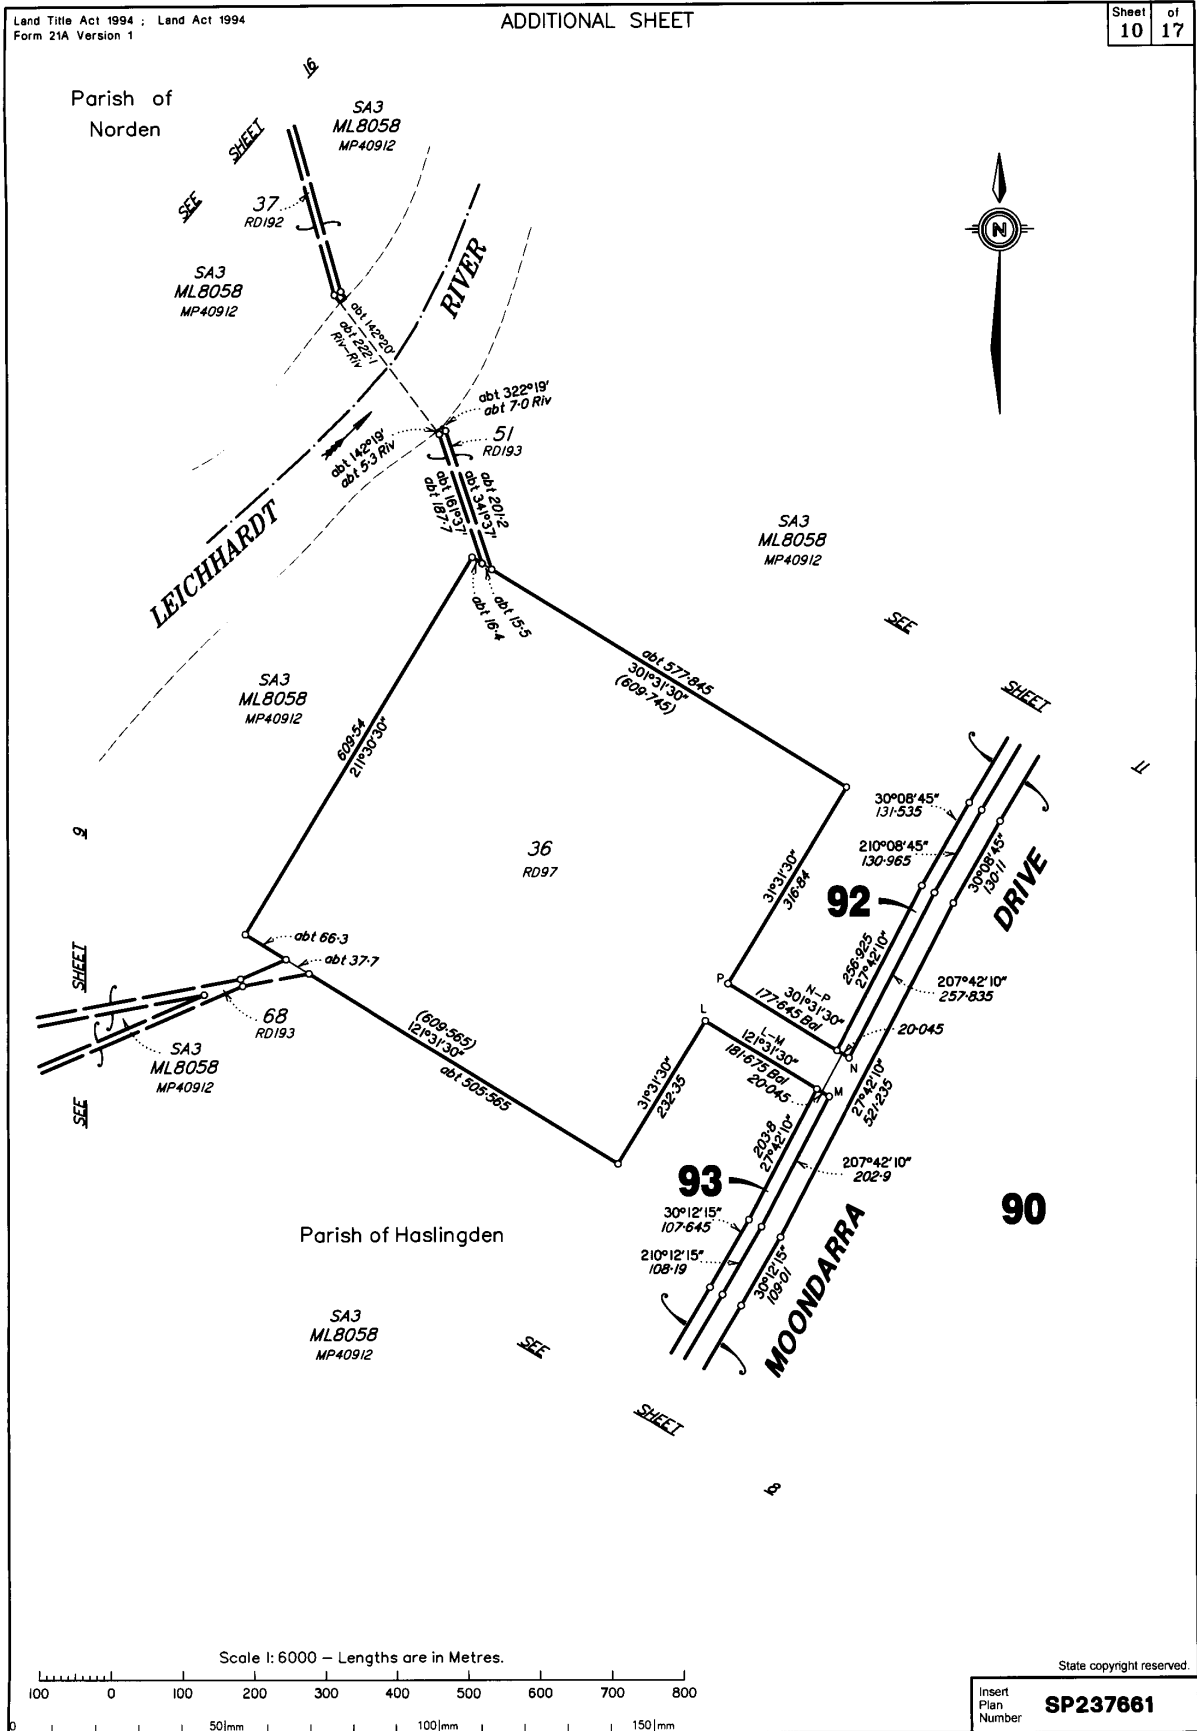 Land Title Act 1994 ; Land Act 1994
Form 21A Version 1
ADDITIONAL SHEET
Sheet of
10 17
Parish of
Norden
SEE SHEET 16
SA3
ML8058
MP40912
37
RD192
SA3
ML8058
MP40912
N
abt 142°20'
abt 222·1
Riv-Riv
RIVER
LEICHHARDT
abt 322°19'
abt 7·0 Riv
51
RD193
abt 142°19'
abt 5·3 Riv
abt 201·2
abt 341°37'
abt 161°37'
abt 187·7
abt 15·5
abt 16·4
SA3
ML8058
MP40912
SEE SHEET 11
SA3
ML8058
MP40912
abt 577·845
301°31'30"
(609·745)
609·54
211°30'30"
36
RD97
31°31'30"
316·84
30°08'45"
131·535
210°08'45"
130·965
30°08'45"
130·11
92
DRIVE
SEE SHEET 9
abt 66·3
abt 37·7
68
RD193
SA3
ML8058
MP40912
(609·565)
121°31'30"
abt 505·565
256·925
27°42'10"
207°42'10"
257·835
P
N-P
301°31'30"
177·645 Bal
20·045
N
L
L-M
121°31'30"
181·675 Bal
20·045
M
31°31'30"
232·35
27°42'10"
521·235
203·8
27°42'10"
207°42'10"
202·9
93
90
30°12'15"
107·645
210°12'15"
108·19
30°12'15"
109·01
MOONDARRA
Parish of Haslingden
SA3
ML8058
MP40912
SEE SHEET 8
Scale 1: 6000 – Lengths are in Metres.
100 0 100 200 300 400 500 600 700 800
0 50|mm 100|mm 150|mm
State copyright reserved.
Insert
Plan
Number
SP237661